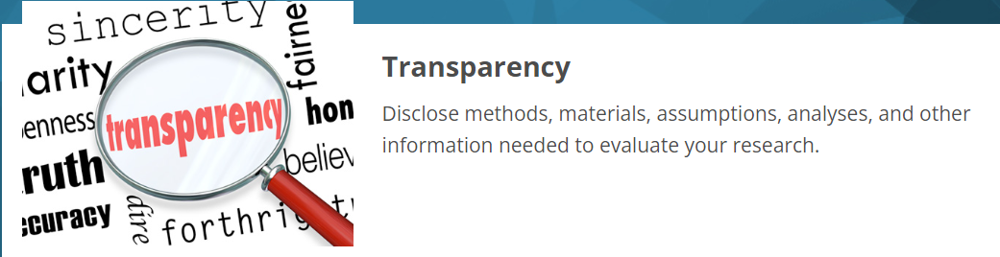 sincerity
fairne
larity
enness
transparency
hon
ruth
believ
ccuracy
dire
forthrig
Transparency
Disclose methods, materials, assumptions, analyses, and other
information needed to evaluate your research.